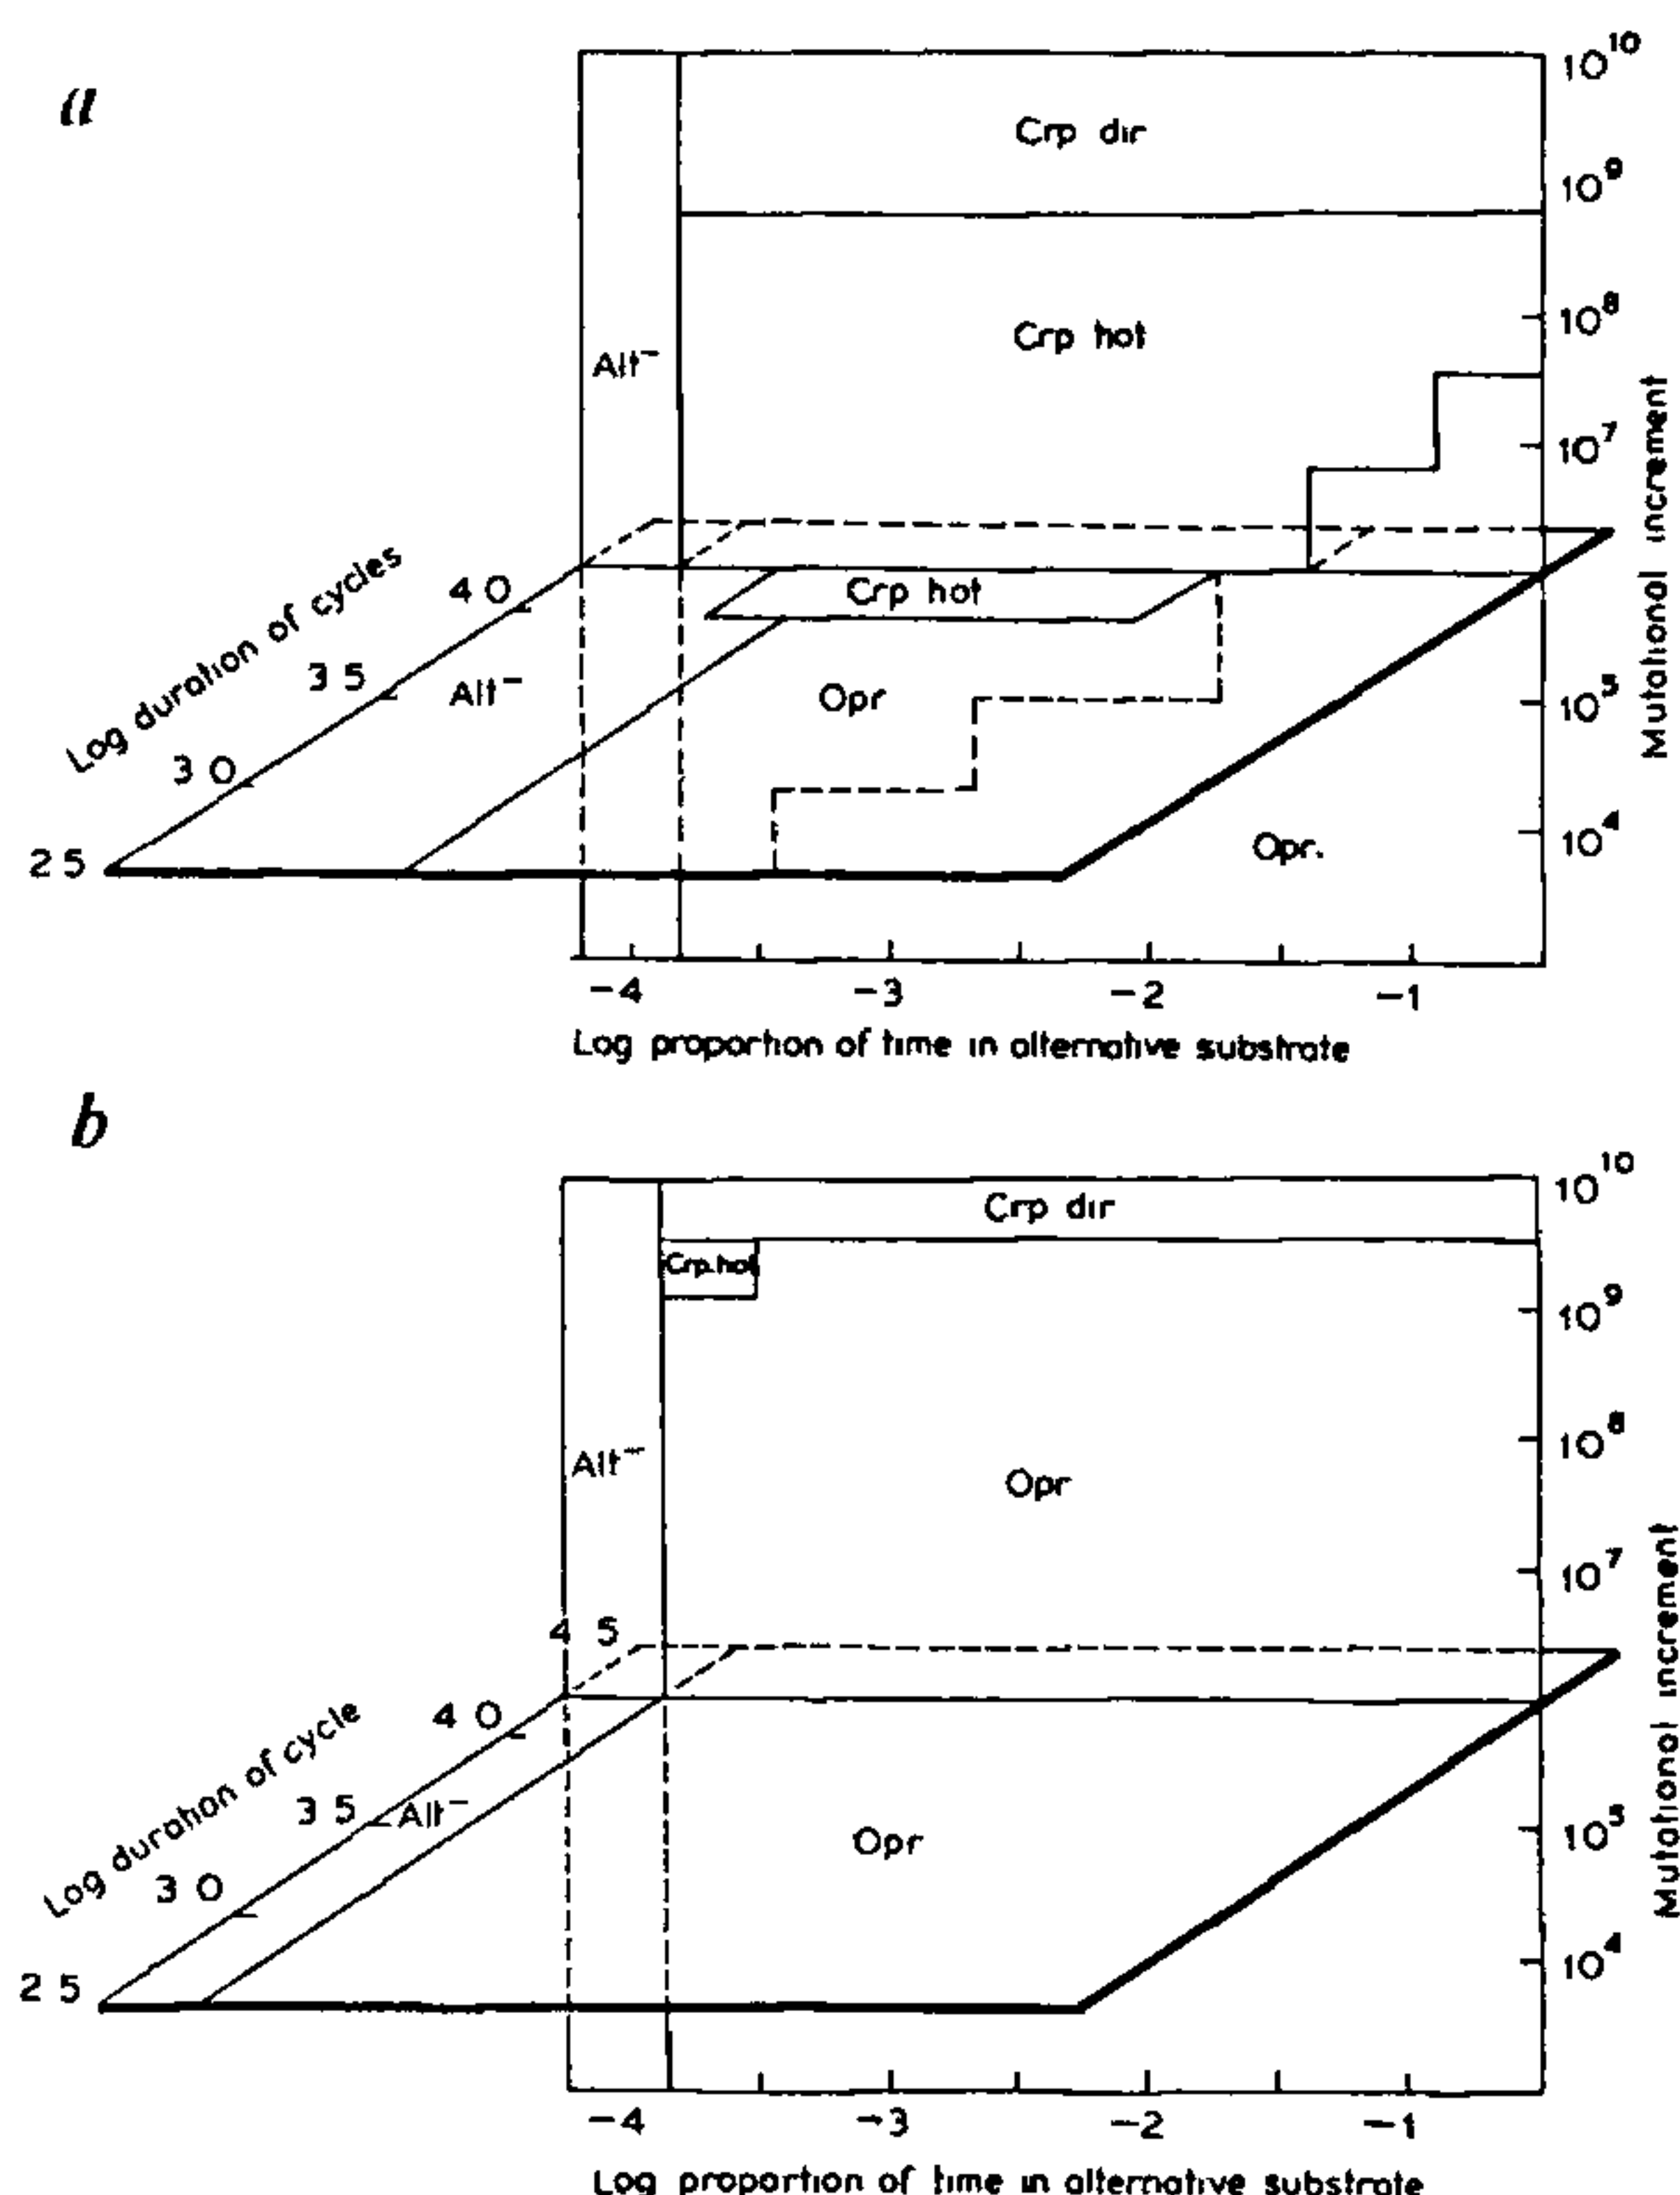 a
Crp dir
10¹⁰
10⁹
Crp hot
10⁸
Alt⁻
10⁷
Mutational increment
Log duration of cycles
4 0
Crp hot
3 5
Alt⁻
Opr
10⁵
3 0
10⁴
Opr.
2 5
−4 −3 −2 −1
Log proportion of time in alternative substrate
b
Crp dir
10¹⁰
Crp hot
10⁹
Alt⁻
Opr
10⁸
10⁷
Mutational increment
4 5
Log duration of cycle
4 0
3 5
Alt⁻
Opr
10⁵
3 0
10⁴
2 5
−4 −3 −2 −1
Log proportion of time in alternative substrate